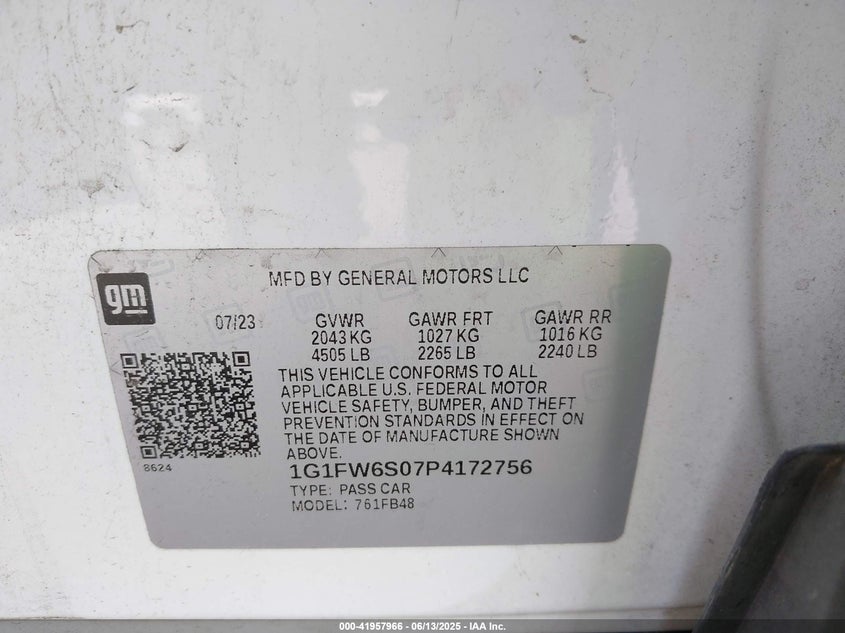 gm
MFD BY GENERAL MOTORS LLC
07/23 GVWR GAWR FRT GAWR RR
2043 KG 1027 KG 1016 KG
4505 LB 2265 LB 2240 LB
THIS VEHICLE CONFORMS TO ALL
APPLICABLE U.S. FEDERAL MOTOR
VEHICLE SAFETY, BUMPER, AND THEFT
PREVENTION STANDARDS IN EFFECT ON
THE DATE OF MANUFACTURE SHOWN
ABOVE.
8624
1G1FW6S07P4172756
TYPE: PASS CAR
MODEL: 761FB48
000-41957966 - 06/13/2025 - IAA Inc.